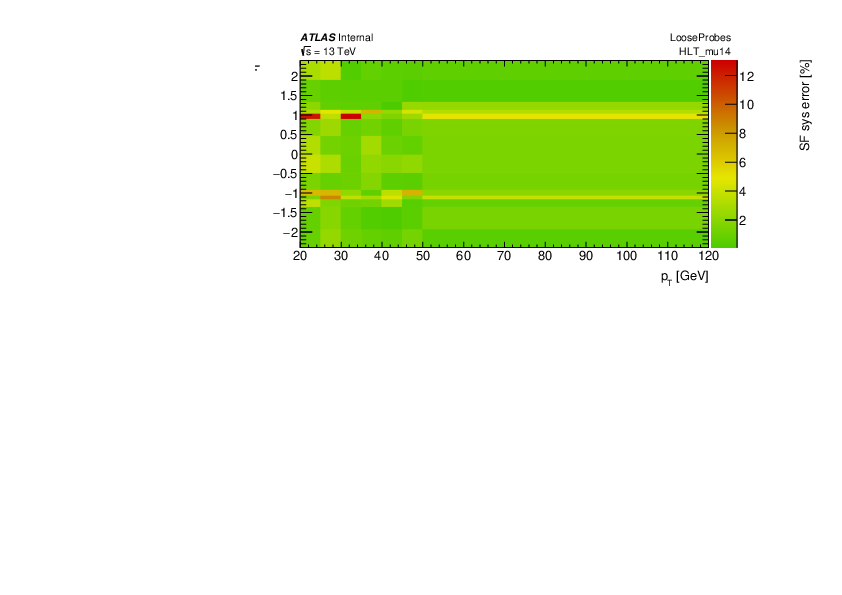 ATLAS Internal
√s = 13 TeV
LooseProbes
HLT_mu14
2
1.5
1
0.5
0
−0.5
−1
−1.5
−2
20 30 40 50 60 70 80 90 100 110 120
pT [GeV]
12
10
8
6
4
2
SF sys error [%]